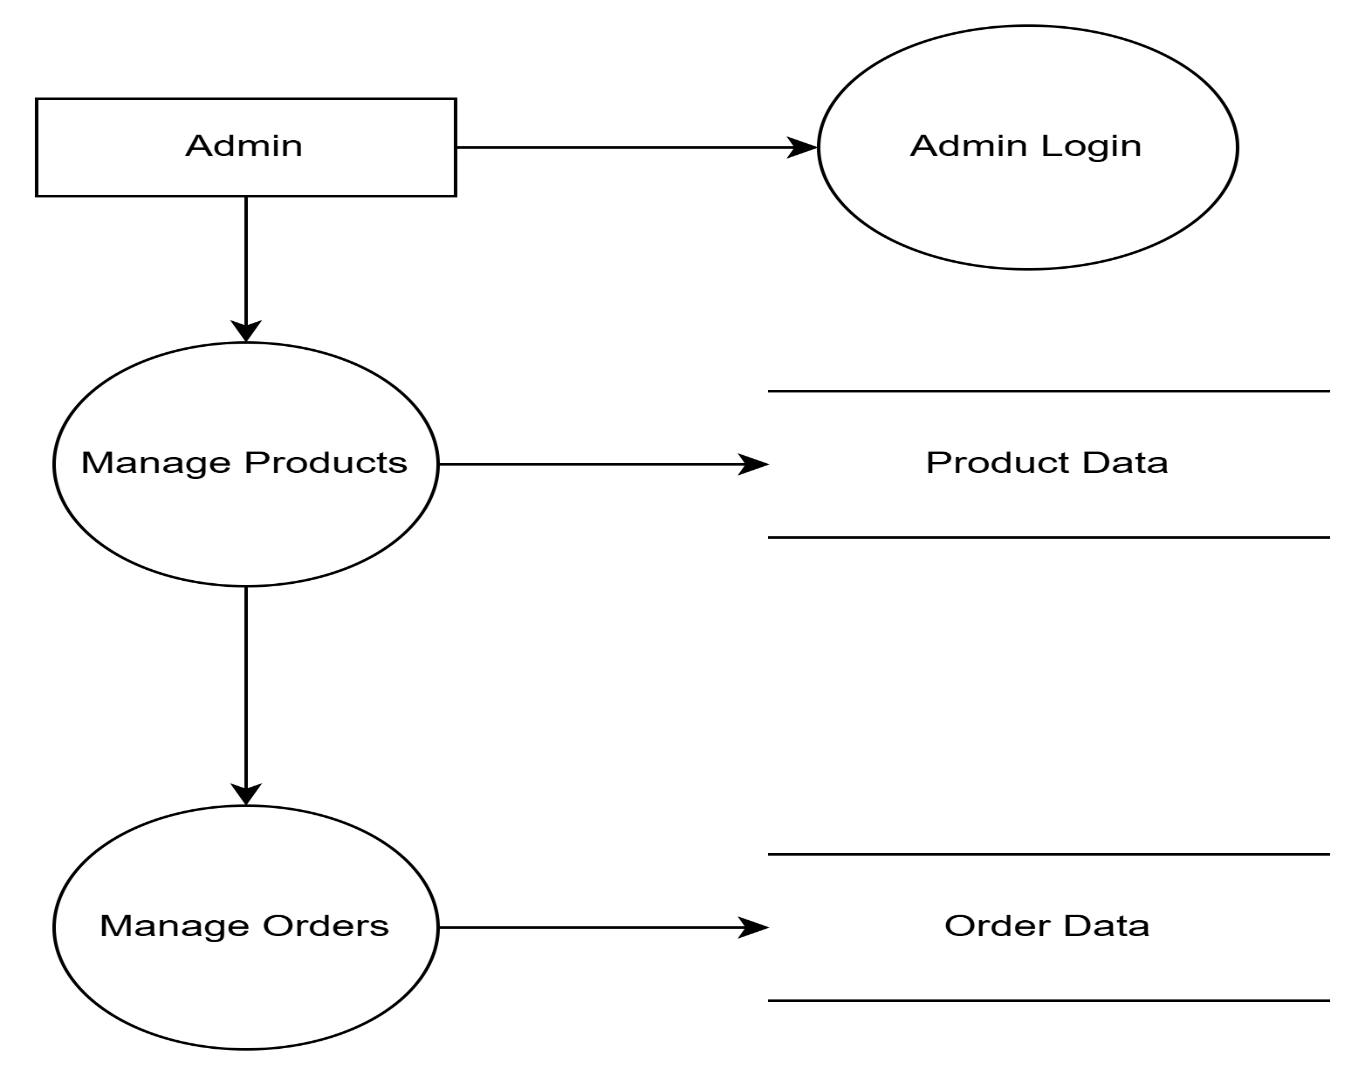 Admin
Admin Login
Manage Products
Product Data
Manage Orders
Order Data